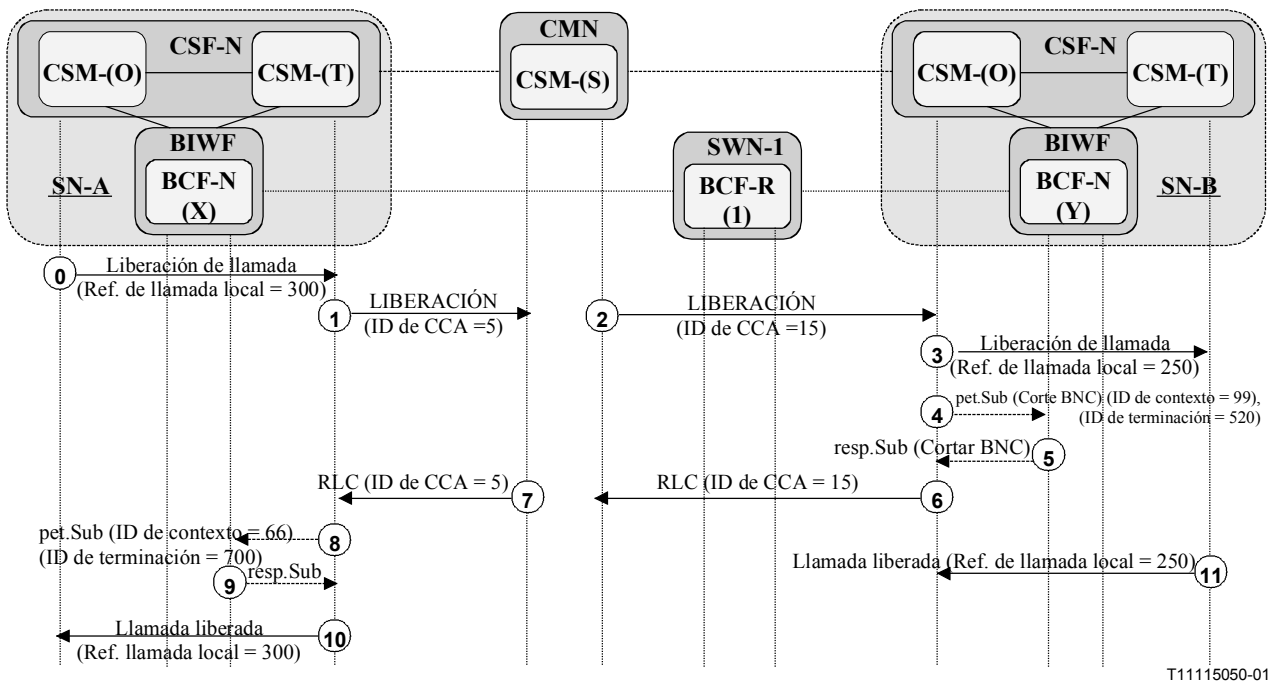 CSF-N
CSM-(O)
CSM-(T)
BIWF
BCF-N
(X)
SN-A
CMN
CSM-(S)
SWN-1
BCF-R
(1)
CSF-N
CSM-(O)
CSM-(T)
BIWF
BCF-N
(Y)
SN-B
0
Liberación de llamada
(Ref. de llamada local = 300)
1
LIBERACIÓN
(ID de CCA =5)
2
LIBERACIÓN
(ID de CCA =15)
3
Liberación de llamada
(Ref. de llamada local = 250)
4
pet.Sub (Corte BNC) (ID de contexto = 99),
(ID de terminación = 520)
resp.Sub (Cortar BNC)
5
RLC (ID de CCA = 15)
6
RLC (ID de CCA = 5)
7
pet.Sub (ID de contexto = 66)
(ID de terminación = 700)
8
9
resp.Sub
Llamada liberada (Ref. de llamada local = 250)
11
Llamada liberada
(Ref. llamada local = 300)
10
T11115050-01